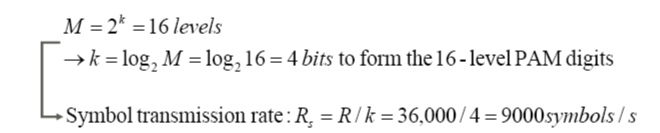 M = 2^k = 16 levels
→ k = log₂ M = log₂ 16 = 4 bits to form the 16-level PAM digits
Symbol transmission rate: Rₛ = R/k = 36,000/4 = 9000 symbols/s